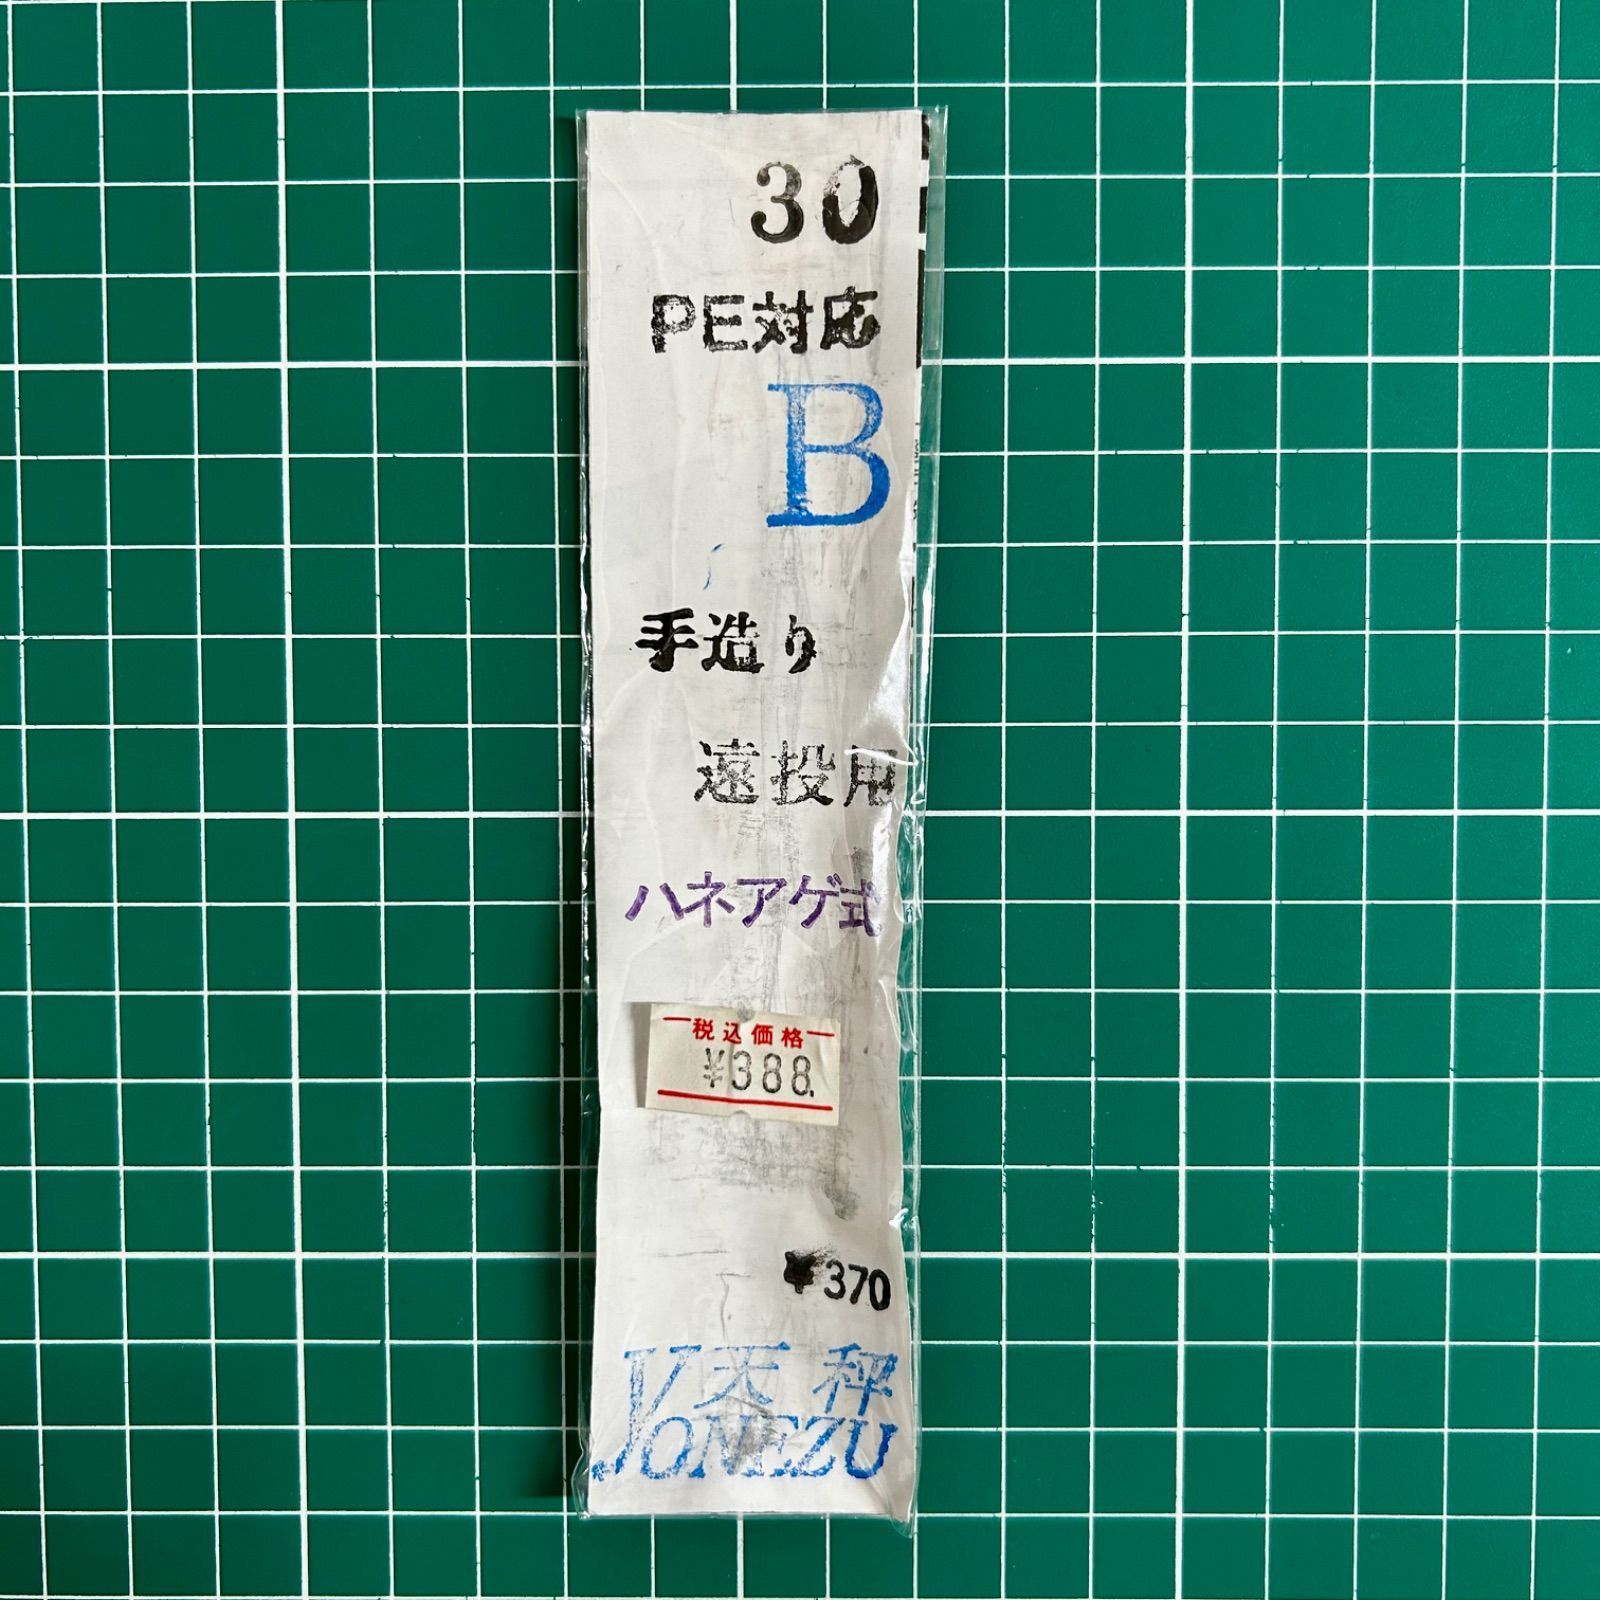 30
PE対応
B
手造り
遠投用
ハネアゲ式
税込価格
¥388.
¥370
天秤
YONEZU